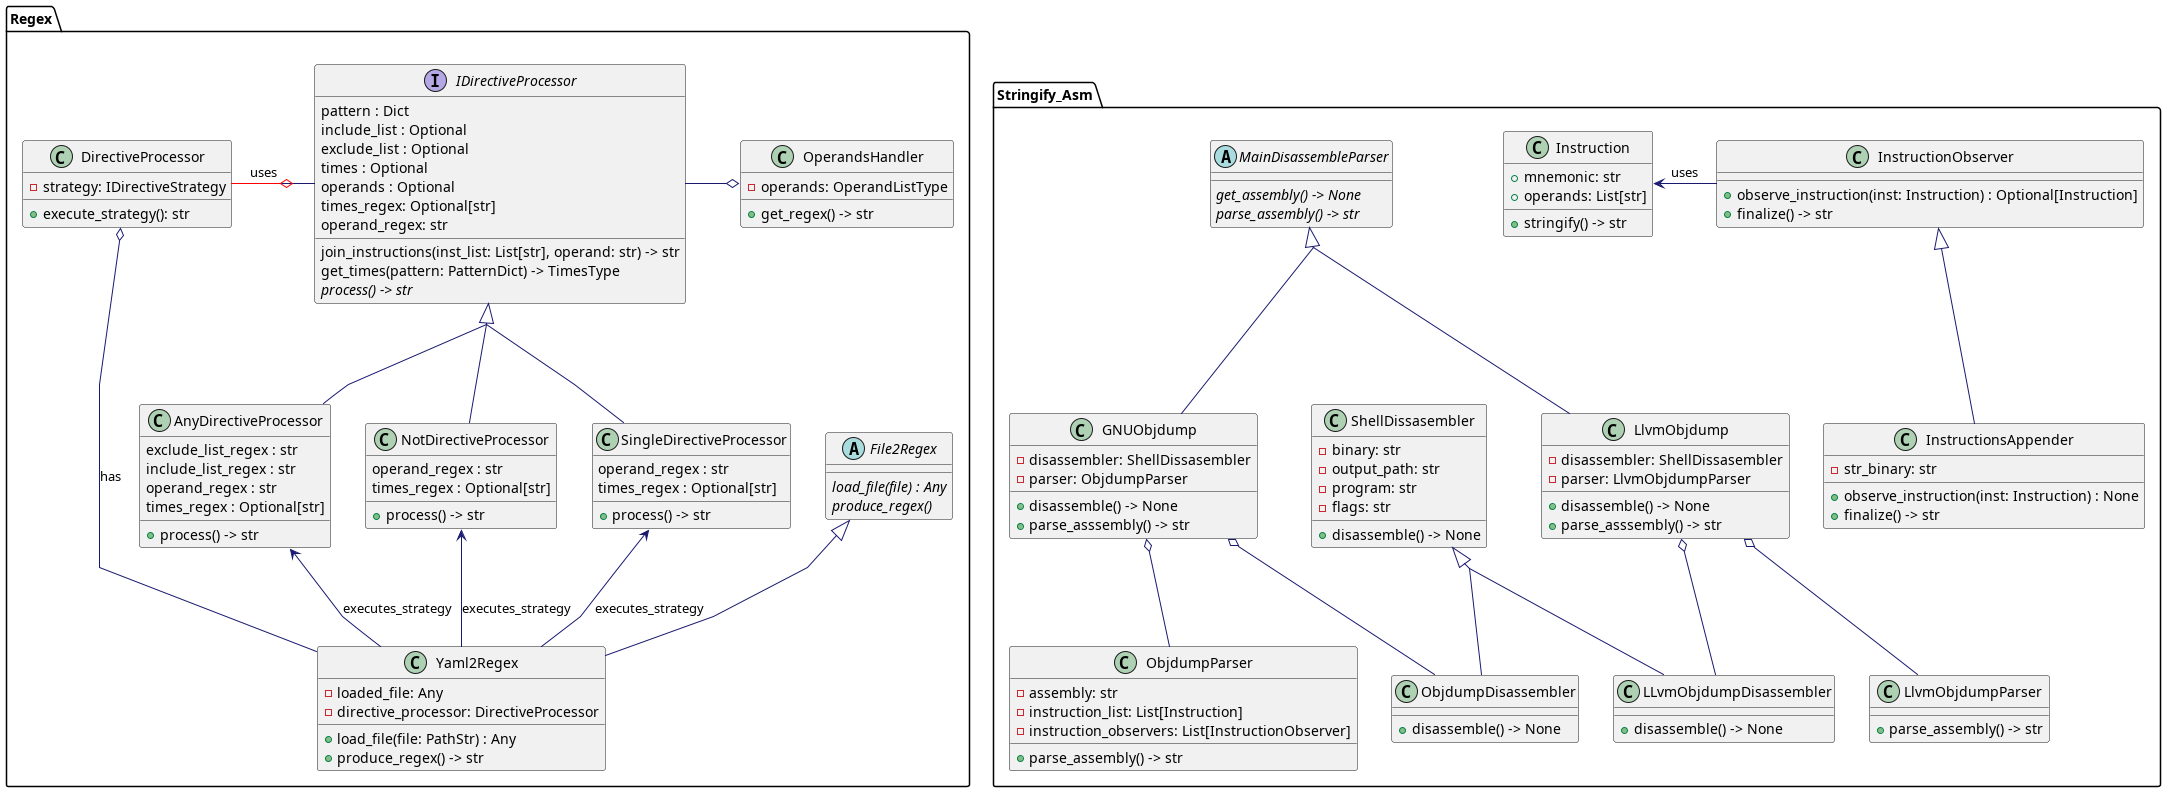 Regex
I IDirectiveProcessor
pattern : Dict
include_list : Optional
exclude_list : Optional
times : Optional
operands : Optional
times_regex: Optional[str]
operand_regex: str
join_instructions(inst_list: List[str], operand: str) -> str
get_times(pattern: PatternDict) -> TimesType
process() -> str
C DirectiveProcessor
strategy: IDirectiveStrategy
execute_strategy(): str
uses
C OperandsHandler
operands: OperandListType
get_regex() -> str
has
C AnyDirectiveProcessor
exclude_list_regex : str
include_list_regex : str
operand_regex : str
times_regex : Optional[str]
process() -> str
C NotDirectiveProcessor
operand_regex : str
times_regex : Optional[str]
process() -> str
C SingleDirectiveProcessor
operand_regex : str
times_regex : Optional[str]
process() -> str
A File2Regex
load_file(file) : Any
produce_regex()
executes_strategy
executes_strategy
executes_strategy
C Yaml2Regex
loaded_file: Any
directive_processor: DirectiveProcessor
load_file(file: PathStr) : Any
produce_regex() -> str
Stringify_Asm
A MainDisassembleParser
get_assembly() -> None
parse_assembly() -> str
C Instruction
mnemonic: str
operands: List[str]
stringify() -> str
uses
C InstructionObserver
observe_instruction(inst: Instruction) : Optional[Instruction]
finalize() -> str
C GNUObjdump
disassembler: ShellDissasembler
parser: ObjdumpParser
disassemble() -> None
parse_asssembly() -> str
C ShellDissasembler
binary: str
output_path: str
program: str
flags: str
disassemble() -> None
C LlvmObjdump
disassembler: ShellDissasembler
parser: LlvmObjdumpParser
disassemble() -> None
parse_asssembly() -> str
C InstructionsAppender
str_binary: str
observe_instruction(inst: Instruction) : None
finalize() -> str
C ObjdumpParser
assembly: str
instruction_list: List[Instruction]
instruction_observers: List[InstructionObserver]
parse_assembly() -> str
C ObjdumpDisassembler
disassemble() -> None
C LLvmObjdumpDisassembler
disassemble() -> None
C LlvmObjdumpParser
parse_assembly() -> str